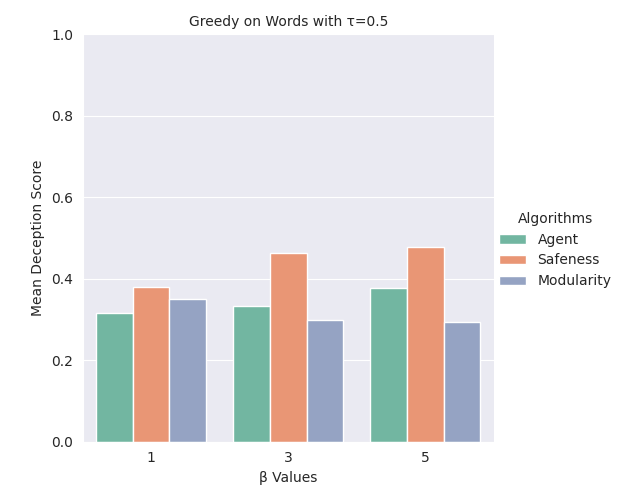 Greedy on Words with τ=0.5
1.0
0.8
0.6
0.4
0.2
0.0
Mean Deception Score
1 3 5
β Values
Algorithms
Agent
Safeness
Modularity